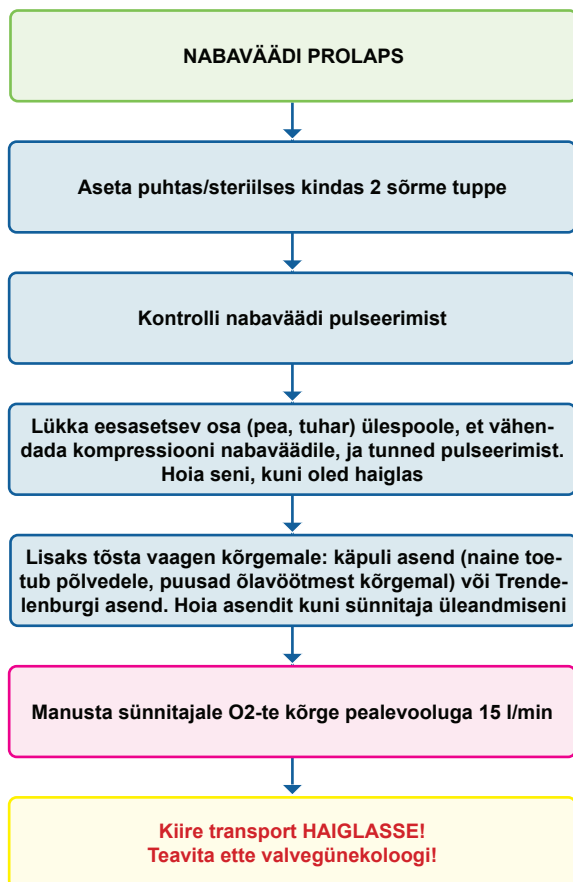 NABAVÄÄDI PROLAPS
Aseta puhtas/steriilses kindas 2 sõrme tuppe
Kontrolli nabaväädi pulseerimist
Lükka eesasetsev osa (pea, tuhar) ülespoole, et vähen-
dada kompressiooni nabaväädile, ja tunned pulseerimist.
Hoia seni, kuni oled haiglas
Lisaks tõsta vaagen kõrgemale: käpuli asend (naine toe-
tub põlvedele, puusad õlavöötmest kõrgemal) või Trende-
lenburgi asend. Hoia asendit kuni sünnitaja üleandmiseni
Manusta sünnitajale O2-te kõrge pealevooluga 15 l/min
Kiire transport HAIGLASSE!
Teavita ette valvegünekoloogi!